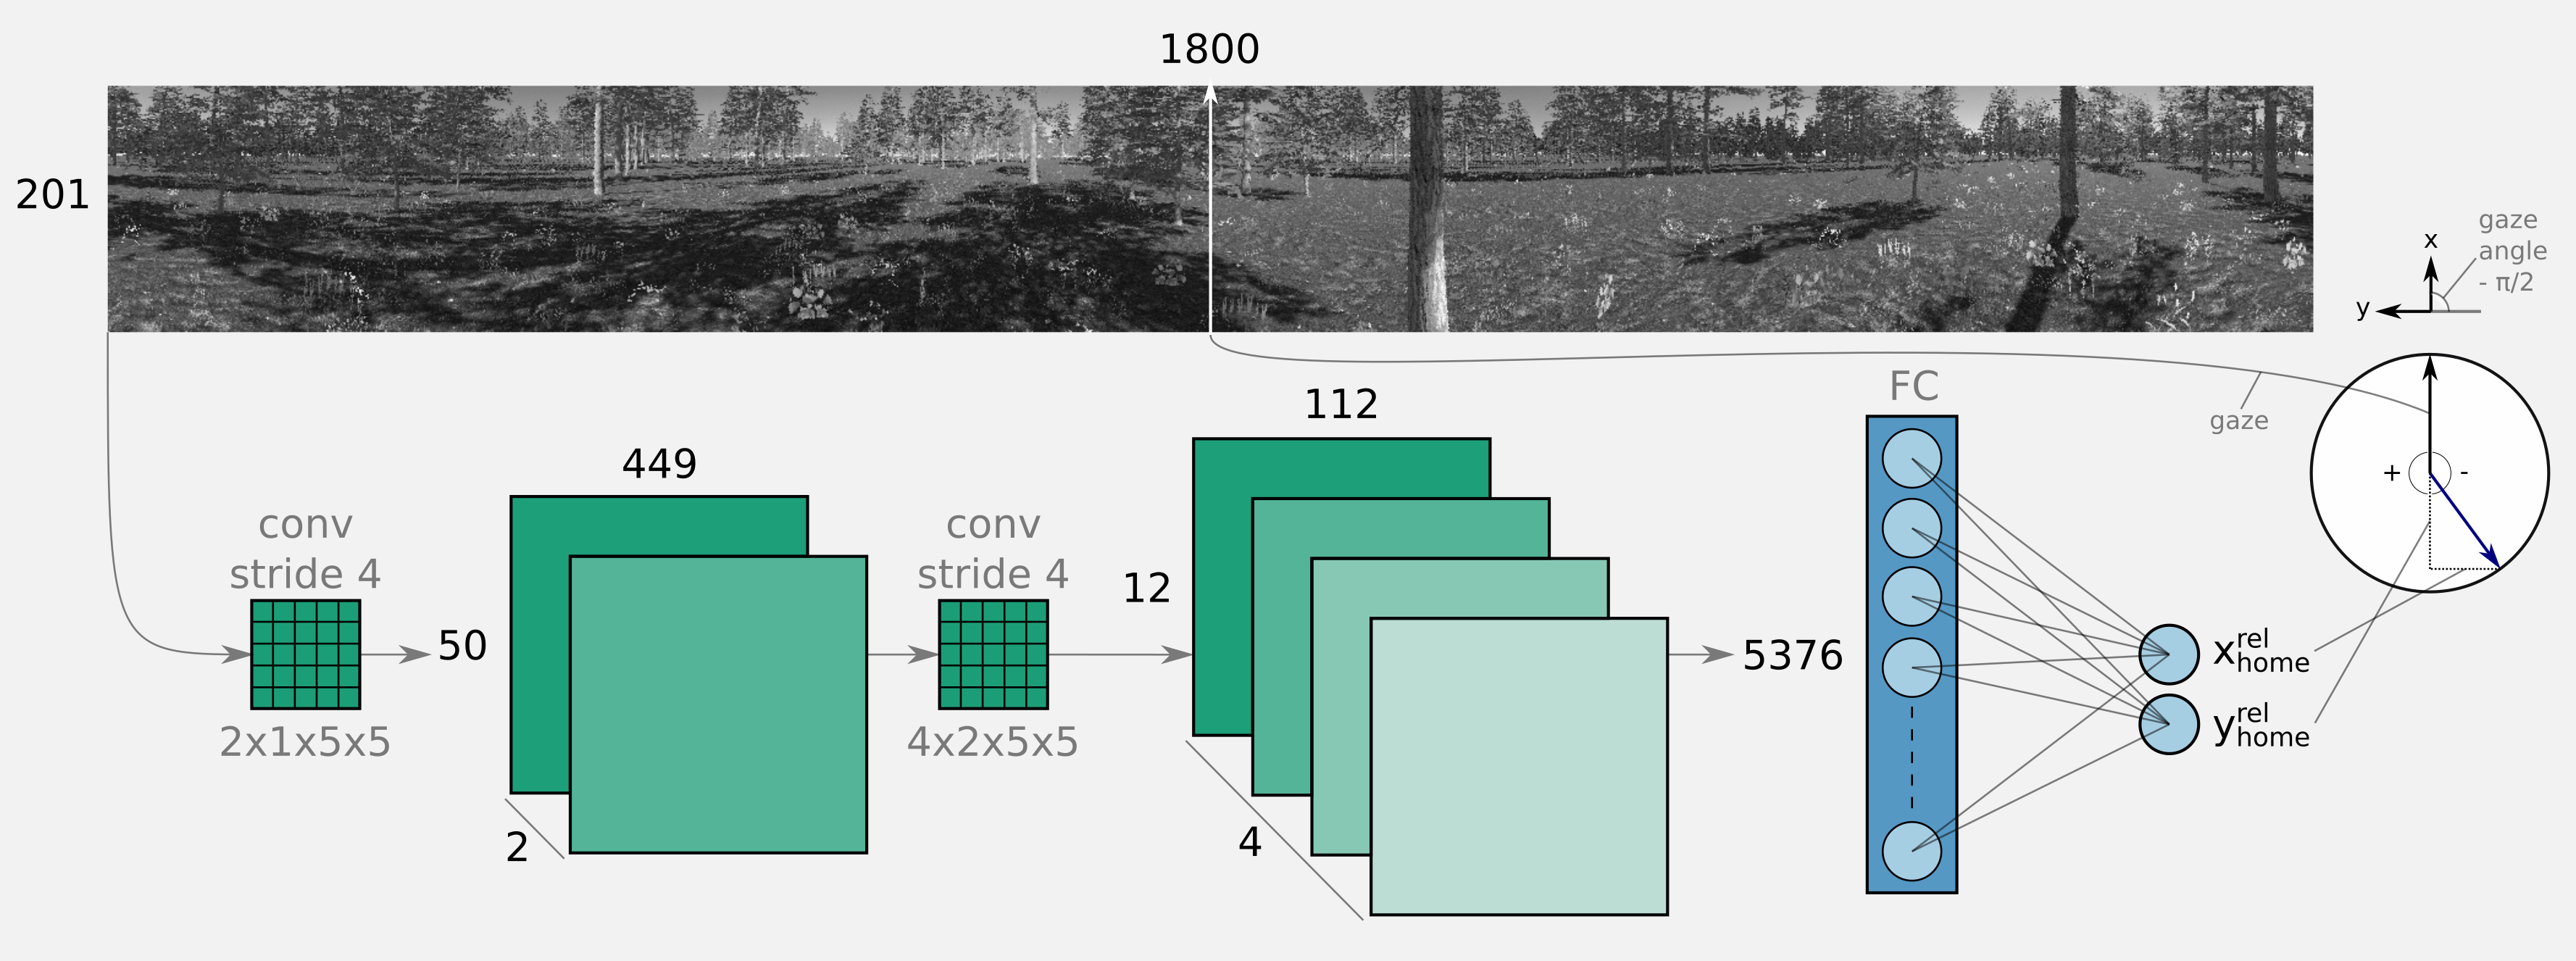 1800
201
gaze
angle
- π/2
x
y
gaze
FC
112
449
conv
stride 4
conv
stride 4
12
+
-
50
5376
2x1x5x5
4x2x5x5
2
4
x rel home
y rel home